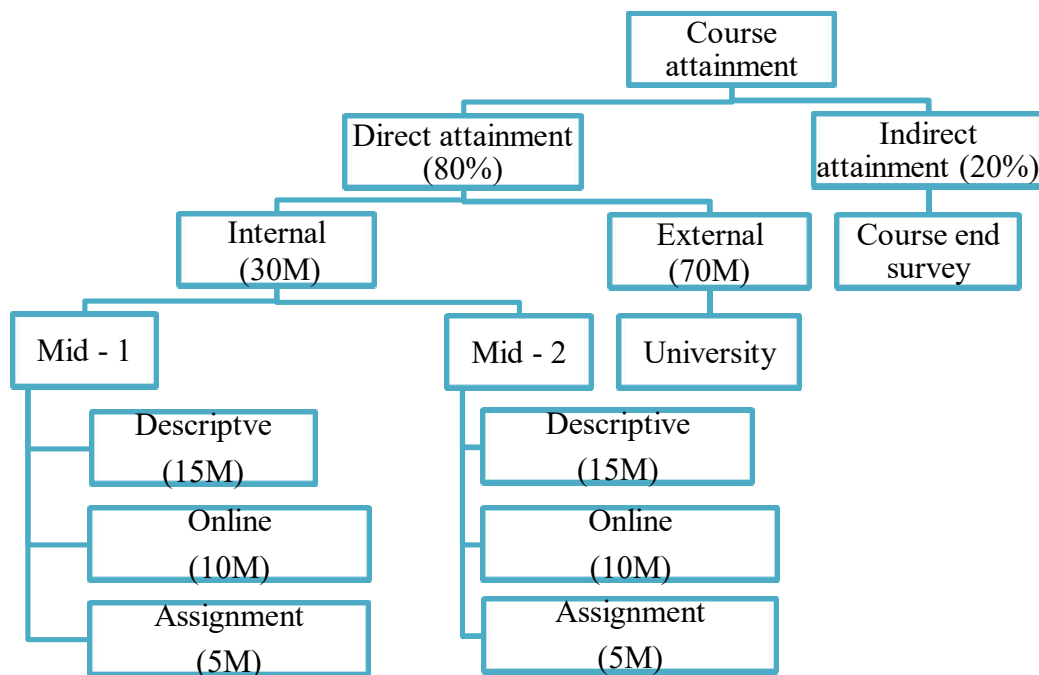 Course
attainment
Direct attainment
(80%)
Indirect
attainment (20%)
Internal
(30M)
External
(70M)
Course end
survey
Mid - 1
Mid - 2
University
Descriptve
(15M)
Descriptive
(15M)
Online
(10M)
Online
(10M)
Assignment
(5M)
Assignment
(5M)